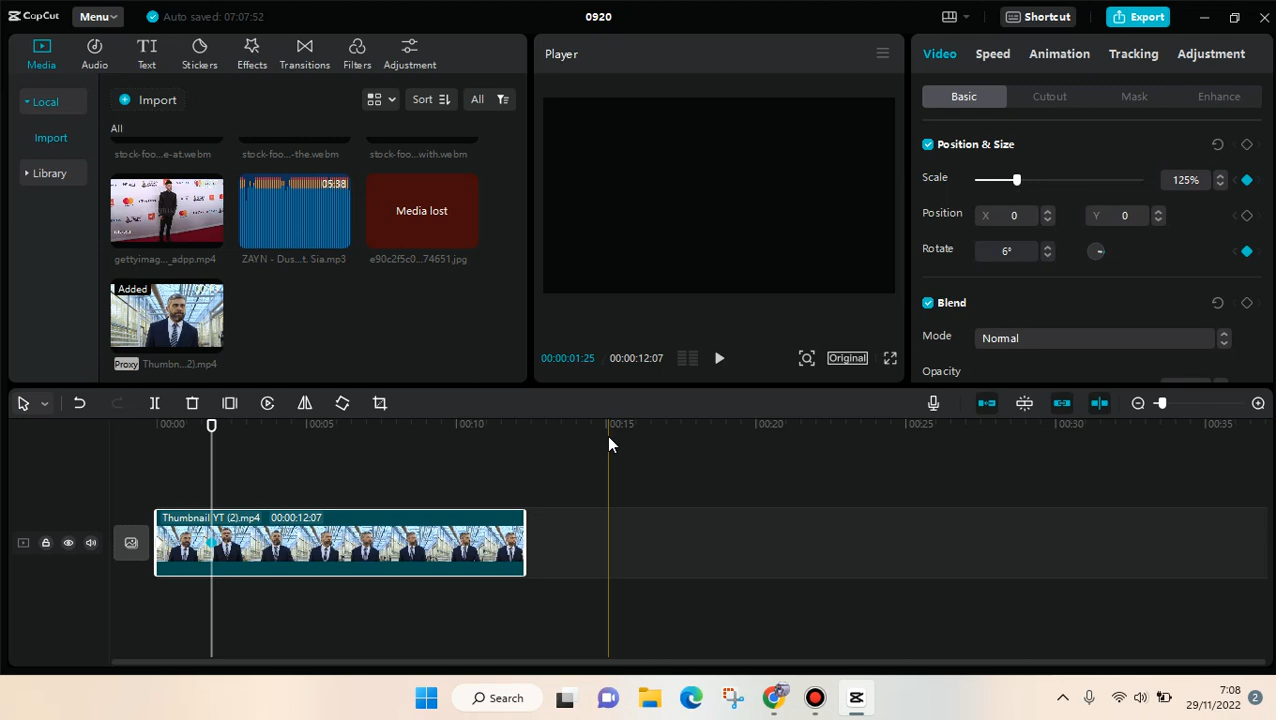 CapCut Menu Auto saved: 07:07:52 0920 Shortcut Export
Media Audio Text Stickers Effects Transitions Filters Adjustment
Player
Video Speed Animation Tracking Adjustment
Local
Import
Library
Import Sort All
All
stock-foo...e-at.webm stock-foo...-the.webm stock-foo...with.webm
05:38
Media lost
gettyimag..._adpp.mp4 ZAYN - Dus...t. Sia.mp3 e90c2f5c0...74651.jpg
Added
Proxy Thumbn...2).mp4
00:00:01:25 00:00:12:07 Original
Basic Cutout Mask Enhance
Position & Size
Scale 125%
Position X 0 Y 0
Rotate 6°
Blend
Mode Normal
Opacity
00:00 00:05 00:10 00:15 00:20 00:25 00:30 00:35
Thumbnail YT (2).mp4 00:00:12:07
Search
7:08
29/11/2022
2